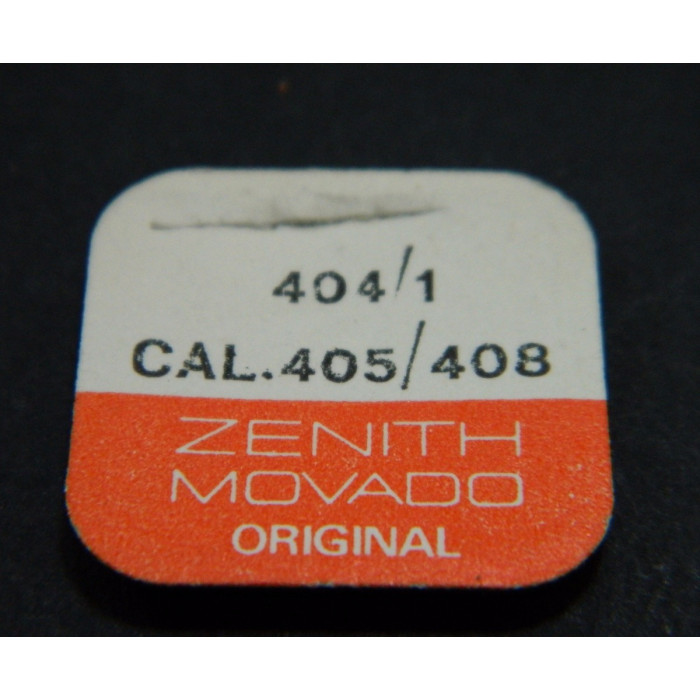 404/1
CAL.405/408
ZENITH
MOVADO
ORIGINAL